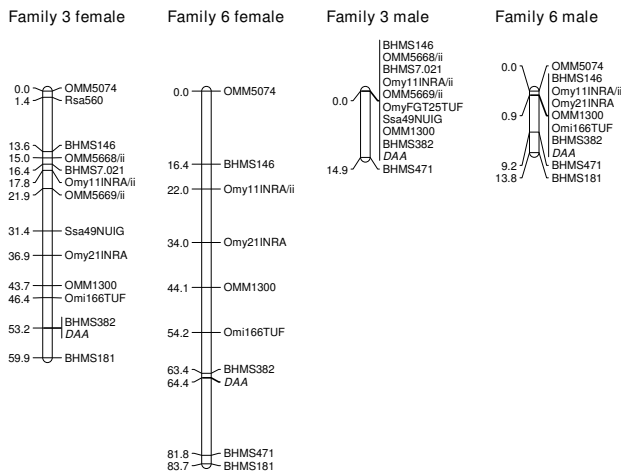 Family 3 female
0.0 OMM5074
1.4 Rsa560
13.6 BHMS146
15.0 OMM5668/ii
16.4 BHMS7.021
17.8 Omy11INRA/ii
21.9 OMM5669/ii
31.4 Ssa49NUIG
36.9 Omy21INRA
43.7 OMM1300
46.4 Omi166TUF
53.2 BHMS382
DAA
59.9 BHMS181
Family 6 female
0.0 OMM5074
16.4 BHMS146
22.0 Omy11INRA/ii
34.0 Omy21INRA
44.1 OMM1300
54.2 Omi166TUF
63.4 BHMS382
64.4 DAA
81.8 BHMS471
83.7 BHMS181
Family 3 male
BHMS146
OMM5668/ii
BHMS7.021
Omy11INRA/ii
OMM5669/ii
0.0 OmyFGT25TUF
Ssa49NUIG
OMM1300
BHMS382
DAA
14.9 BHMS471
Family 6 male
0.0 OMM5074
BHMS146
Omy11INRA/ii
Omy21INRA
0.9 OMM1300
Omi166TUF
BHMS382
DAA
9.2 BHMS471
13.8 BHMS181